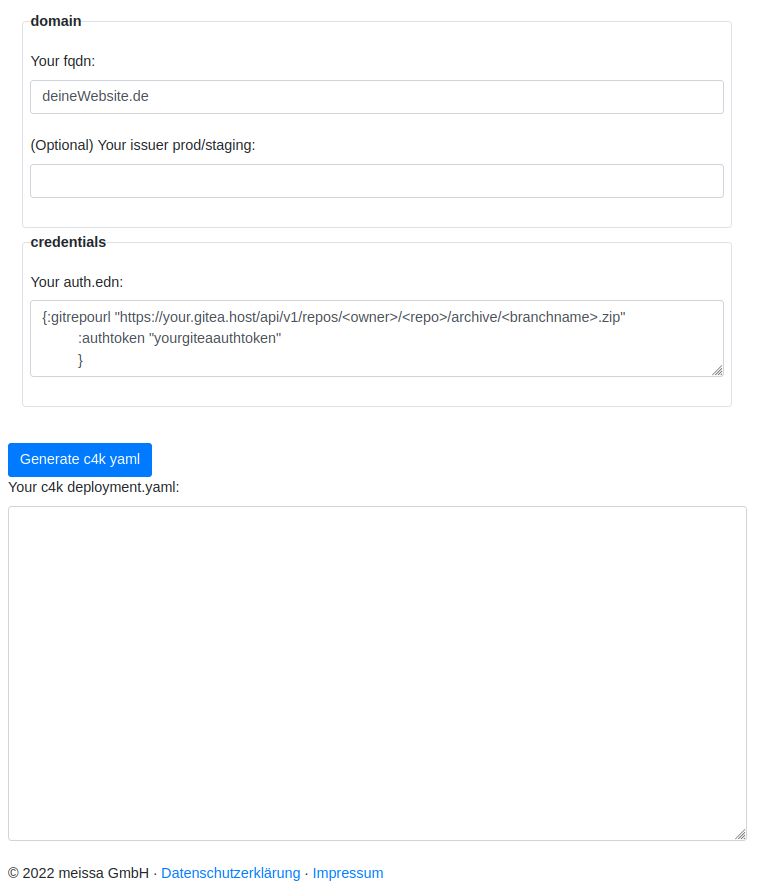 domain
Your fqdn:
deineWebsite.de
(Optional) Your issuer prod/staging:
credentials
Your auth.edn:
{:gitrepourl "https://your.gitea.host/api/v1/repos/<owner>/<repo>/archive/<branchname>.zip"
:authtoken "yourgiteaauthtoken"
}
Generate c4k yaml
Your c4k deployment.yaml:
© 2022 meissa GmbH · Datenschutzerklärung · Impressum